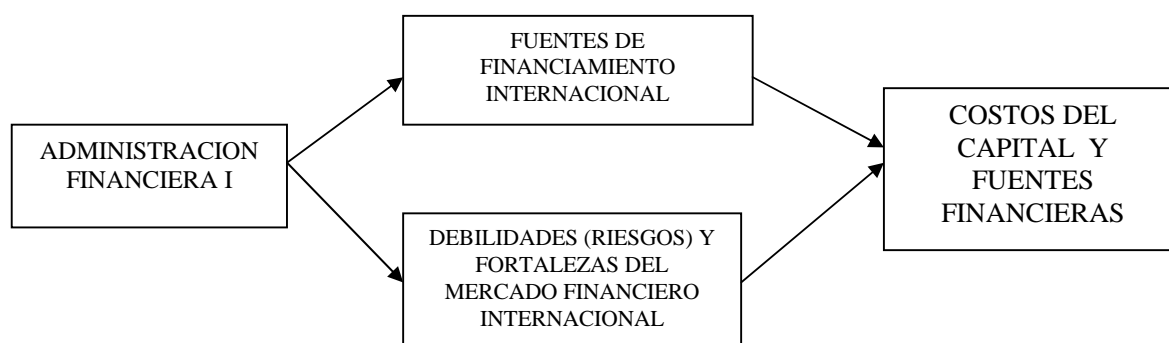 ADMINISTRACION
FINANCIERA I
FUENTES DE
FINANCIAMIENTO
INTERNACIONAL
DEBILIDADES (RIESGOS) Y
FORTALEZAS DEL
MERCADO FINANCIERO
INTERNACIONAL
COSTOS DEL
CAPITAL Y
FUENTES
FINANCIERAS